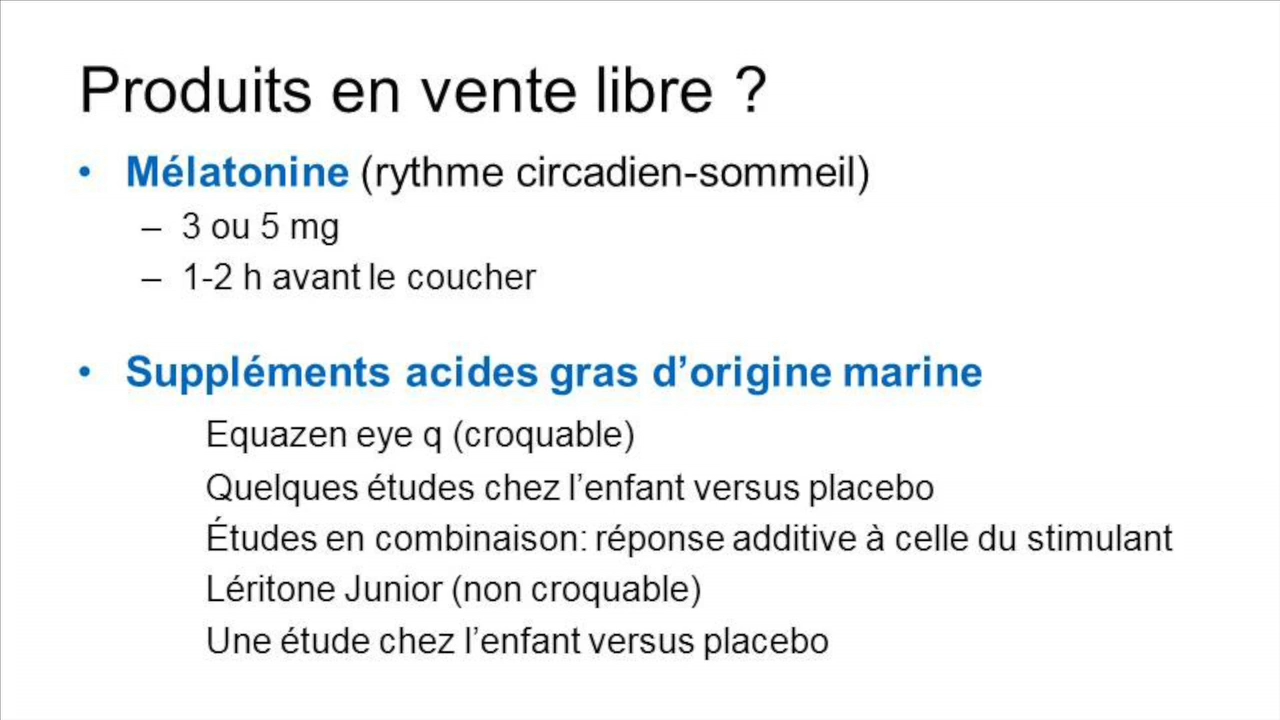 Produits en vente libre ?
• Mélatonine (rythme circadien-sommeil)
– 3 ou 5 mg
– 1-2 h avant le coucher
• Suppléments acides gras d’origine marine
Equazen eye q (croquable)
Quelques études chez l’enfant versus placebo
Études en combinaison: réponse additive à celle du stimulant
Léritone Junior (non croquable)
Une étude chez l’enfant versus placebo